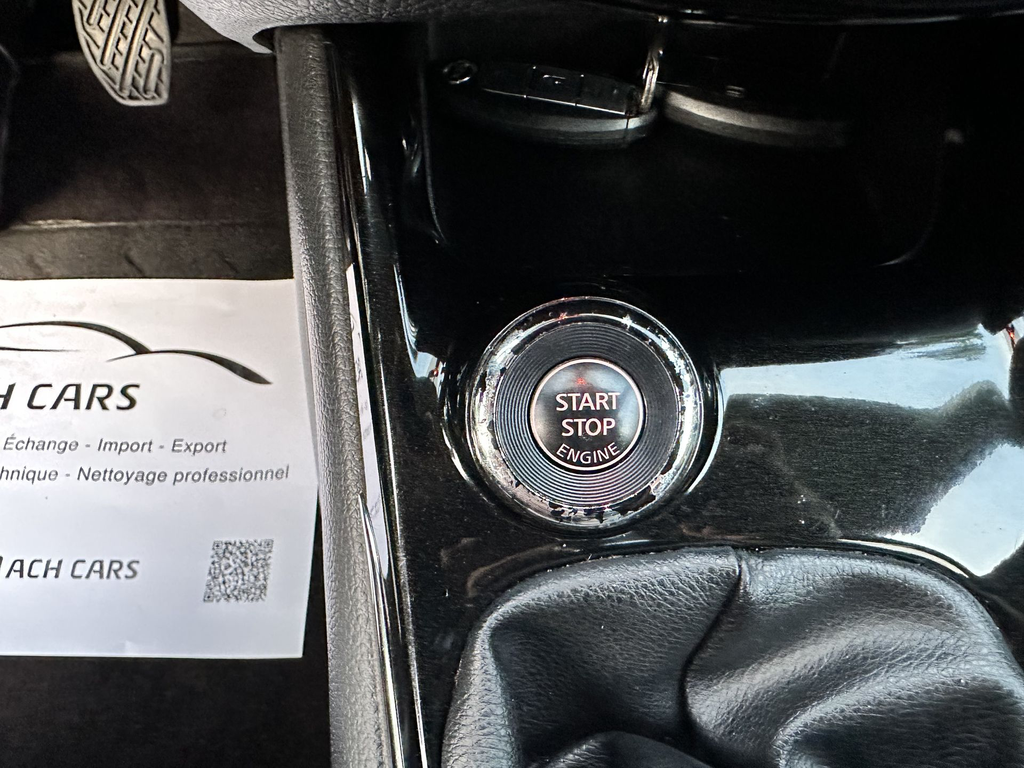 H CARS
Échange - Import - Export
hnique - Nettoyage professionnel
ACH CARS
START
STOP
ENGINE